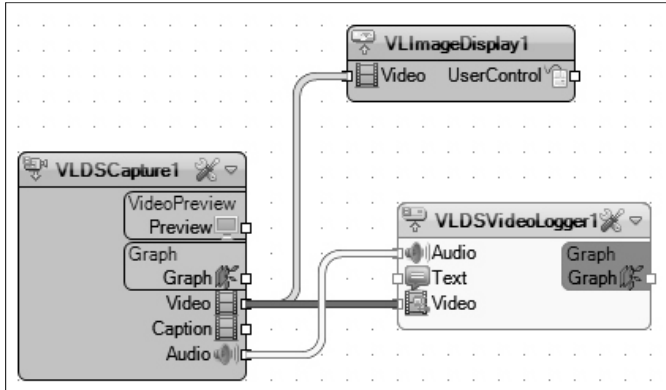 VLImageDisplay1
Video UserControl
VLDSCapture1
VideoPreview
Preview
Graph
Graph
Video
Caption
Audio
VLDSVideoLogger1
Audio
Text
Video
Graph
Graph